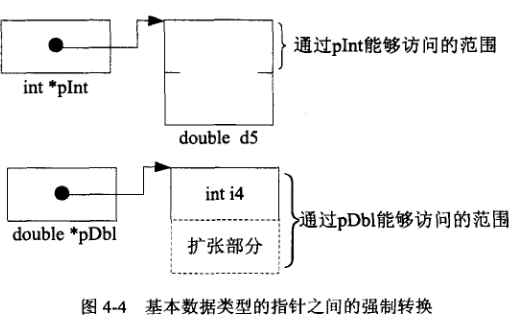 通过pInt能够访问的范围
int *pInt
double d5
int i4
通过pDbl能够访问的范围
double *pDbl
扩张部分
图 4-4 基本数据类型的指针之间的强制转换